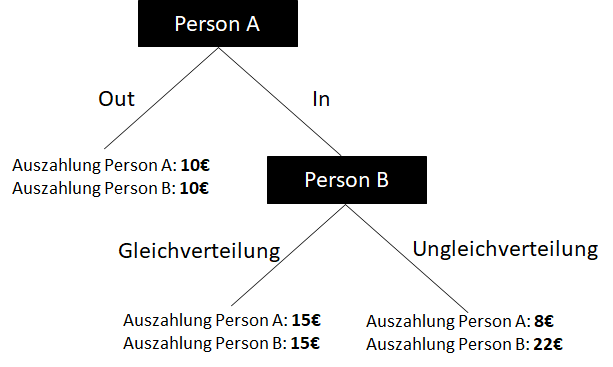 Person A
Out
In
Auszahlung Person A: 10€
Auszahlung Person B: 10€
Person B
Gleichverteilung
Ungleichverteilung
Auszahlung Person A: 15€
Auszahlung Person B: 15€
Auszahlung Person A: 8€
Auszahlung Person B: 22€